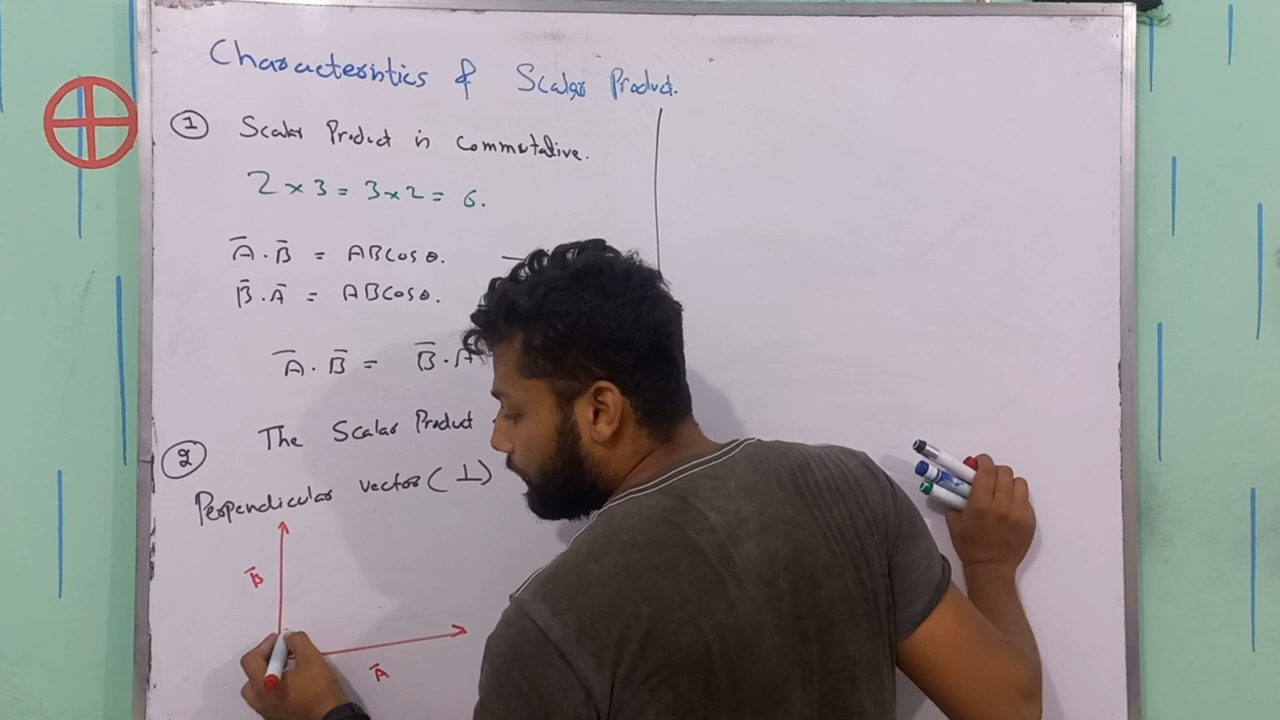 Characteristics of Scalar Product.
① Scalar Product is commutative.
2 × 3 = 3 × 2 = 6.
A̅ . B̅ = ABCosθ.
B̅ . A̅ = ABCosθ.
A̅ . B̅ = B̅ . A̅
② The Scalar Product
Perpendicular vector (⊥)
B̅
A̅